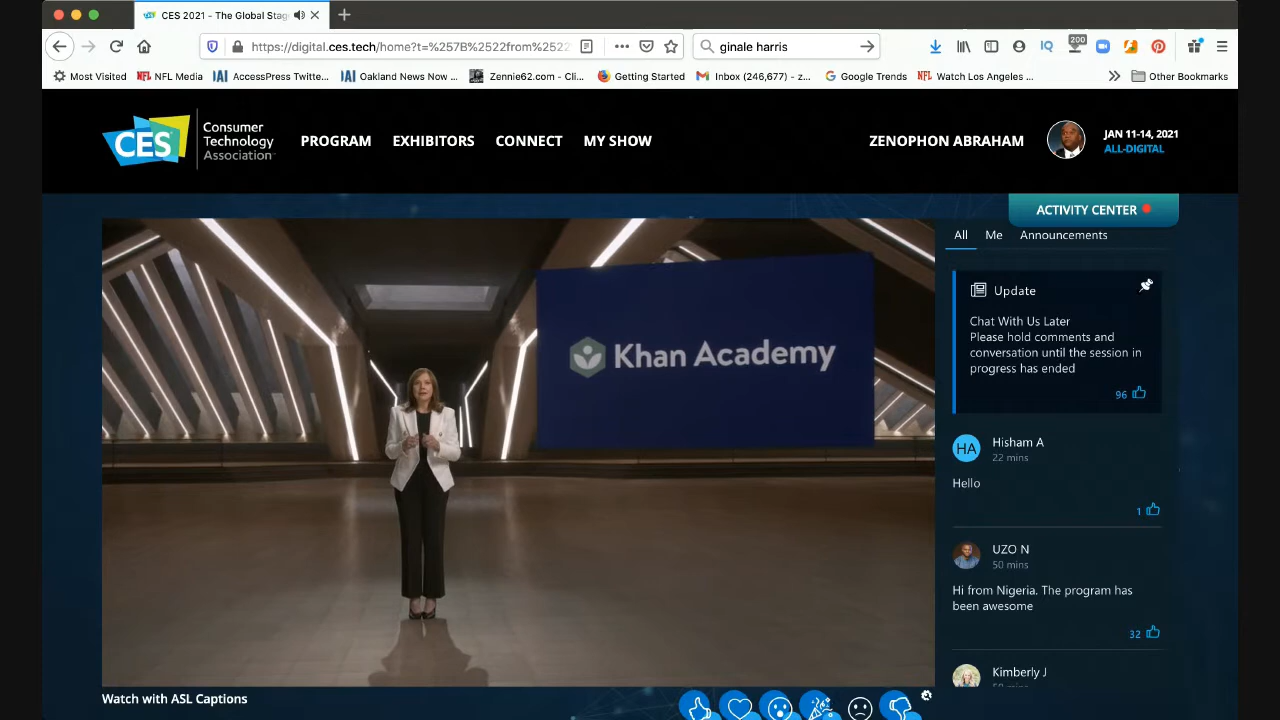 CES 2021 - The Global Stag
https://digital.ces.tech/home?t=%257B%2522from%2522
ginale harris
200
IQ
Most Visited
NFL Media
IAI AccessPress Twitte...
IAI Oakland News Now ...
Zennie62.com - Cli...
Getting Started
Inbox (246,677) - z...
Google Trends
Watch Los Angeles ...
Other Bookmarks
CES
Consumer
Technology
Association
PROGRAM
EXHIBITORS
CONNECT
MY SHOW
ZENOPHON ABRAHAM
JAN 11-14, 2021
ALL-DIGITAL
ACTIVITY CENTER
All
Me
Announcements
Khan Academy
Update
Chat With Us Later
Please hold comments and
conversation until the session in
progress has ended
96
HA
Hisham A
22 mins
Hello
1
UZO N
50 mins
Hi from Nigeria. The program has
been awesome
32
Kimberly J
Watch with ASL Captions